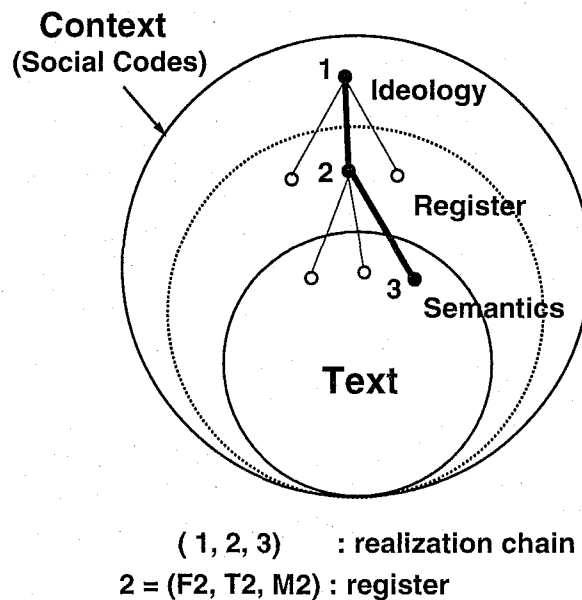 Context
(Social Codes)
1
Ideology
2
Register
3
Semantics
Text
( 1, 2, 3) : realization chain
2 = (F2, T2, M2) : register